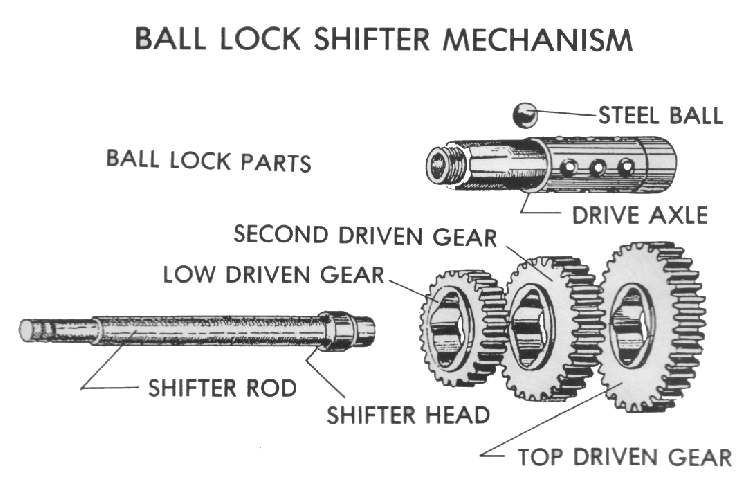 BALL LOCK SHIFTER MECHANISM
STEEL BALL
BALL LOCK PARTS
DRIVE AXLE
SECOND DRIVEN GEAR
LOW DRIVEN GEAR
SHIFTER ROD
SHIFTER HEAD
TOP DRIVEN GEAR